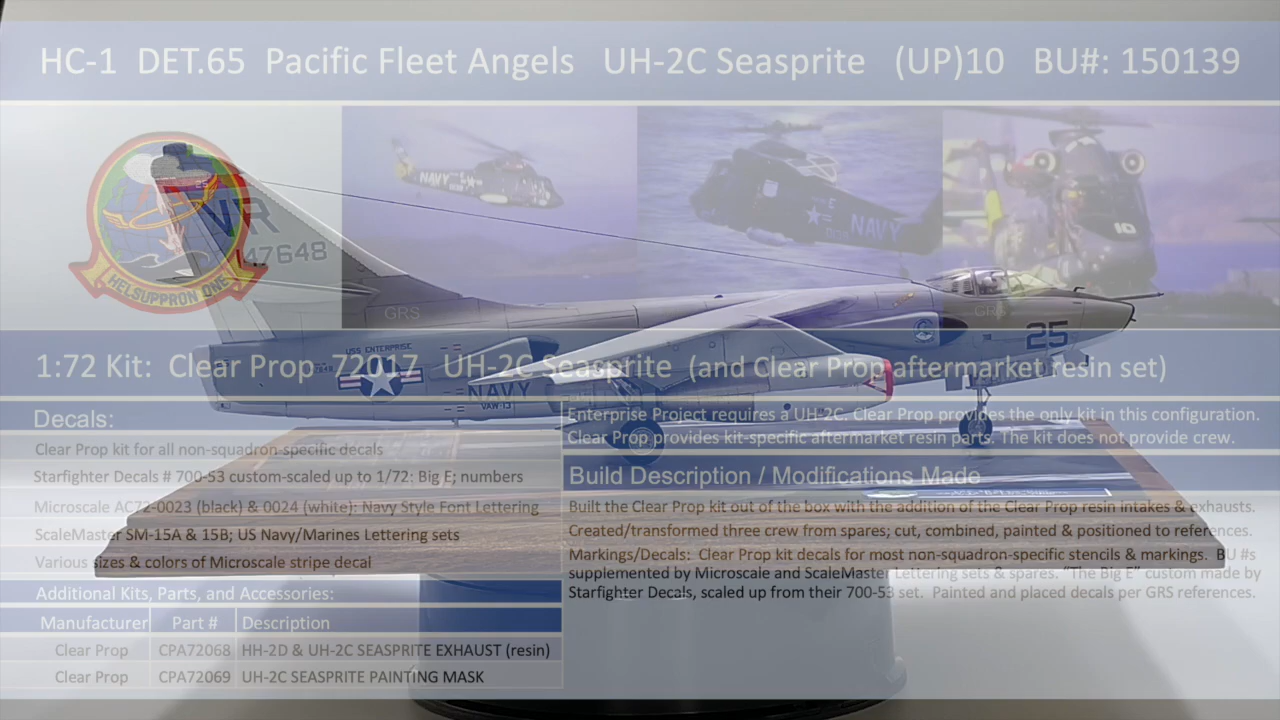 HC-1 DET.65 Pacific Fleet Angels UH-2C Seasprite (UP)10 BU#: 150139
NAVY
NAVY
10
25
VR
147648
HELSUPPRON ONE
GRS
GRS
25
USS ENTERPRISE
NAVY
VAW-13
1:72 Kit: Clear Prop 72017 UH-2C Seasprite (and Clear Prop aftermarket resin set)
Decals:
Clear Prop kit for all non-squadron specific decals
Starfighter Decals # 700-53 custom-scaled up to 1/72: Big E; numbers
Microscale AC72-0023 (black) & 0024 (white): Navy Style Font Lettering
ScaleMaster SM-15A & 15B; US Navy/Marines Lettering sets
Various sizes & colors of Microscale stripe decal
Additional Kits, Parts, and Accessories:
Manufacturer Part # Description
Clear Prop CPA72068 HH-2D & UH-2C SEASPRITE EXHAUST (resin)
Clear Prop CPA72069 UH-2C SEASPRITE PAINTING MASK
Enterprise Project requires a UH-2C. Clear Prop provides the only kit in this configuration.
Clear Prop provides kit-specific aftermarket resin parts. The kit does not provide crew.
Build Description / Modifications Made
Built the Clear Prop kit out of the box with the addition of the Clear Prop resin intakes & exhausts.
Created/transformed three crew from spares; cut, combined, painted & positioned to references.
Markings/Decals: Clear Prop kit decals for most non-squadron-specific stencils & markings. BU #s
supplemented by Microscale and ScaleMaster Lettering sets & spares. “The Big E” custom made by
Starfighter Decals, scaled up from their 700-53 set. Painted and placed decals per GRS references.